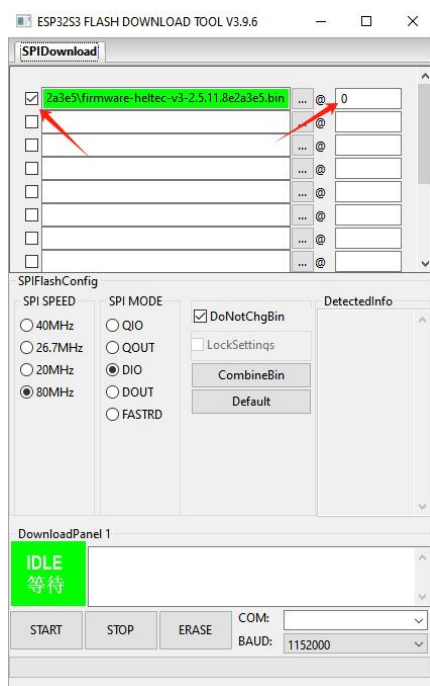 ESP32S3 FLASH DOWNLOAD TOOL V3.9.6
SPIDownload
2a3e5\firmware-heltec-v3-2.5.11.8e2a3e5.bin ... @ 0
... @
... @
... @
... @
... @
... @
... @
SPIFlashConfig
SPI SPEED SPI MODE DetectedInfo
40MHz QIO DoNotChgBin
26.7MHz QOUT LockSettings
20MHz DIO CombineBin
80MHz DOUT Default
FASTRD
DownloadPanel 1
IDLE
等待
START STOP ERASE COM:
BAUD: 1152000